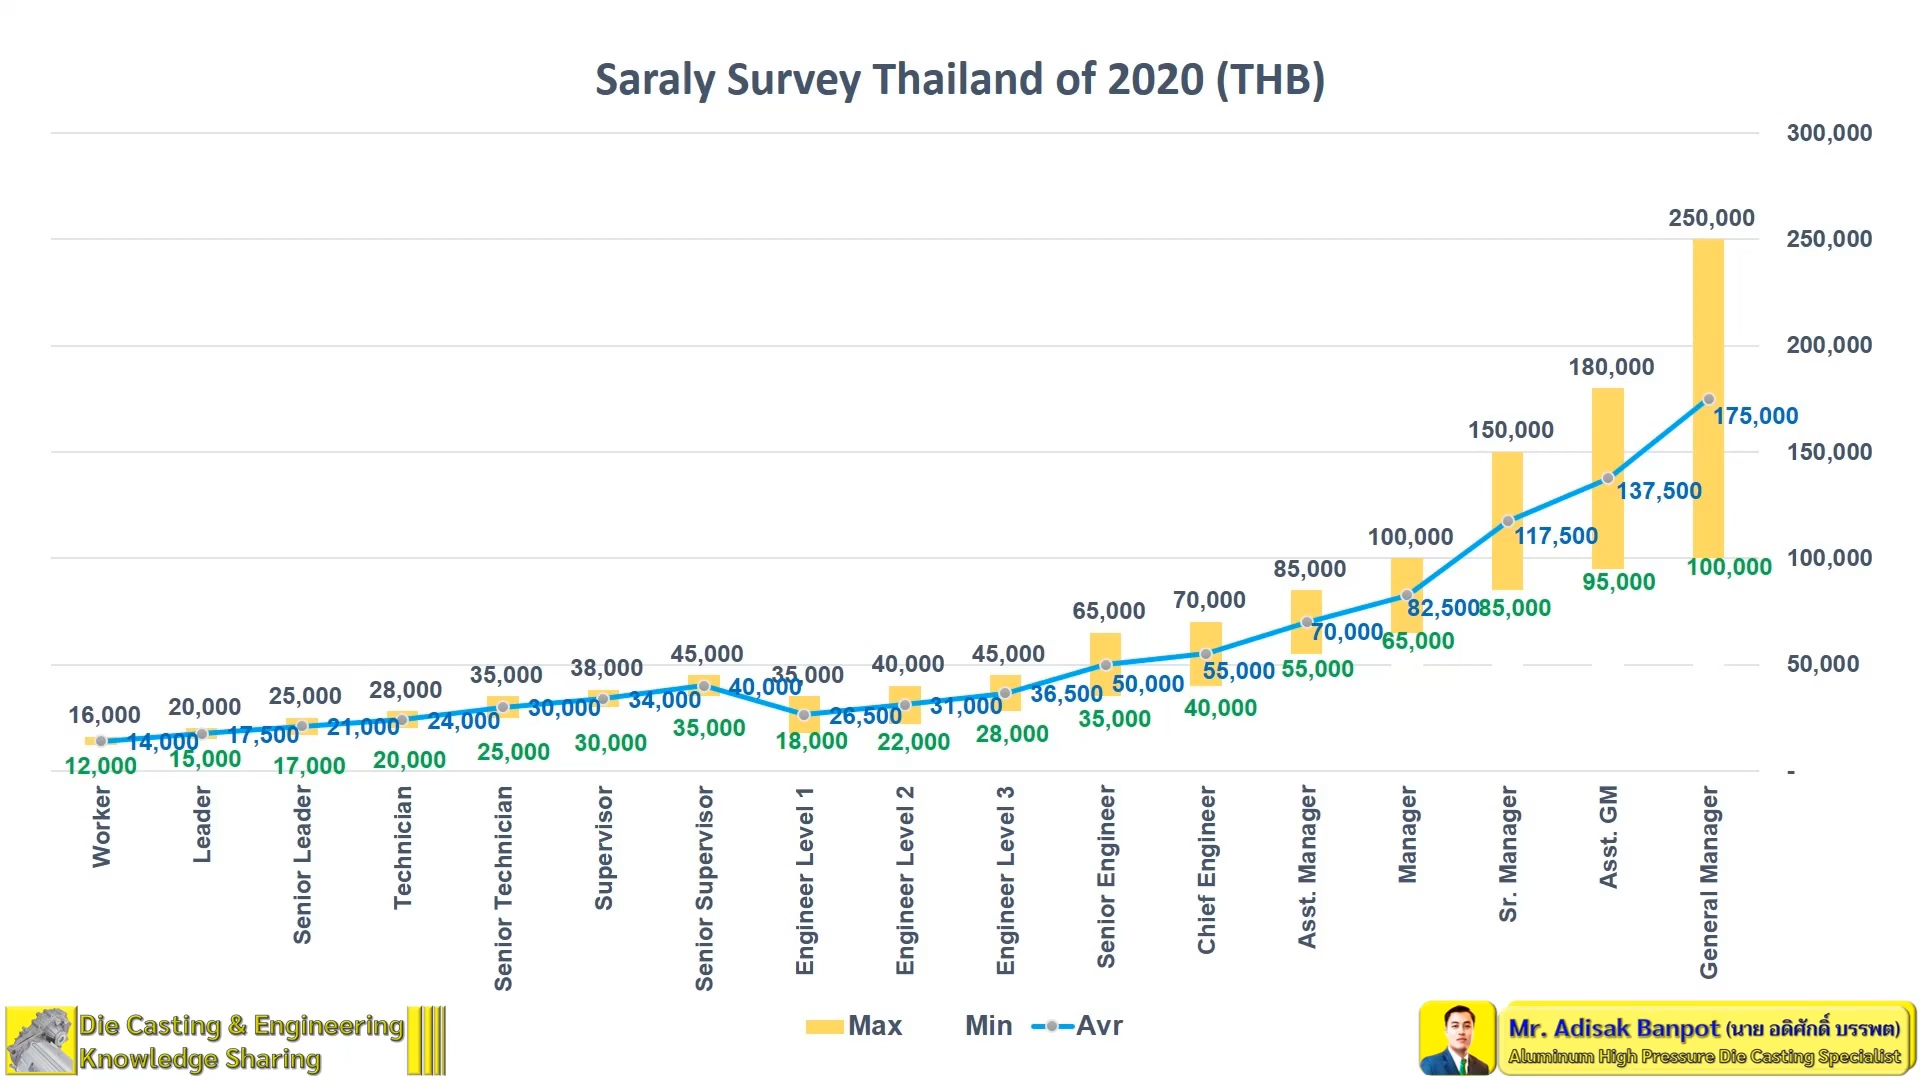 Saraly Survey Thailand of 2020 (THB)
300,000
250,000
200,000
150,000
100,000
50,000
-
16,000
20,000
25,000
28,000
35,000
38,000
45,000
35,000
40,000
45,000
65,000
70,000
85,000
100,000
150,000
180,000
250,000
14,000
17,500
21,000
24,000
30,000
34,000
40,000
26,500
31,000
36,500
50,000
55,000
70,000
82,500
117,500
137,500
175,000
12,000
15,000
17,000
20,000
25,000
30,000
35,000
18,000
22,000
28,000
35,000
40,000
55,000
65,000
85,000
95,000
100,000
Worker
Leader
Senior Leader
Technician
Senior Technician
Supervisor
Senior Supervisor
Engineer Level 1
Engineer Level 2
Engineer Level 3
Senior Engineer
Chief Engineer
Asst. Manager
Manager
Sr. Manager
Asst. GM
General Manager
Max
Min
Avr
Die Casting & Engineering
Knowledge Sharing
Mr. Adisak Banpot (นาย อดิศักดิ์ บรรพต)
Aluminum High Pressure Die Casting Specialist